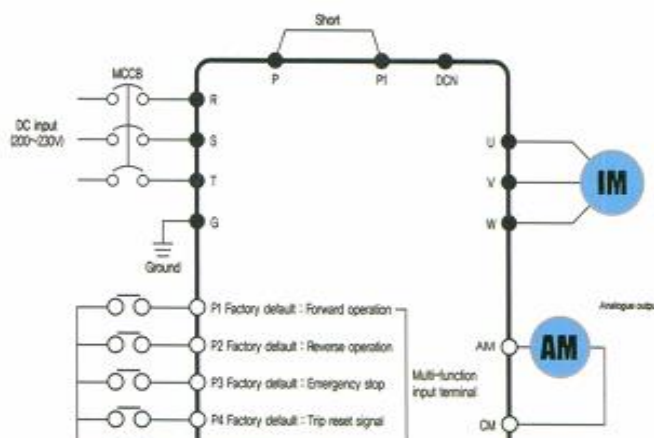 Short
P
P1
DCN
MCCB
DC input
(200~230V)
R
S
T
G
Ground
U
V
W
IM
P1 Factory default : Forward operation
P2 Factory default : Reverse operation
P3 Factory default : Emergency stop
P4 Factory default : Trip reset signal
Multi-function
input terminal
AM
AM
CM
Analogue outpu